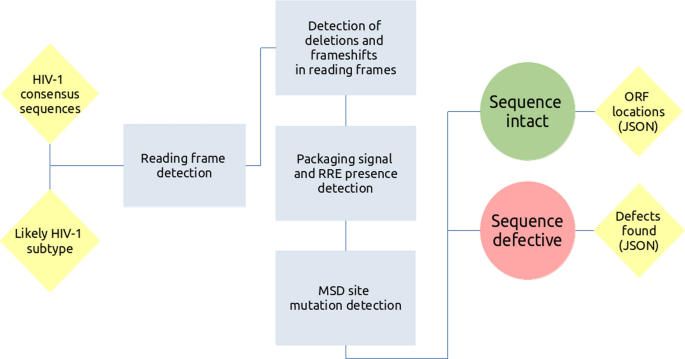 HIV-1
consensus
sequences
Likely HIV-1
subtype
Reading frame
detection
Detection of
deletions and
frameshifts
in reading frames
Packaging signal
and RRE presence
detection
MSD site
mutation detection
Sequence
intact
ORF
locations
(JSON)
Sequence
defective
Defects
found
(JSON)